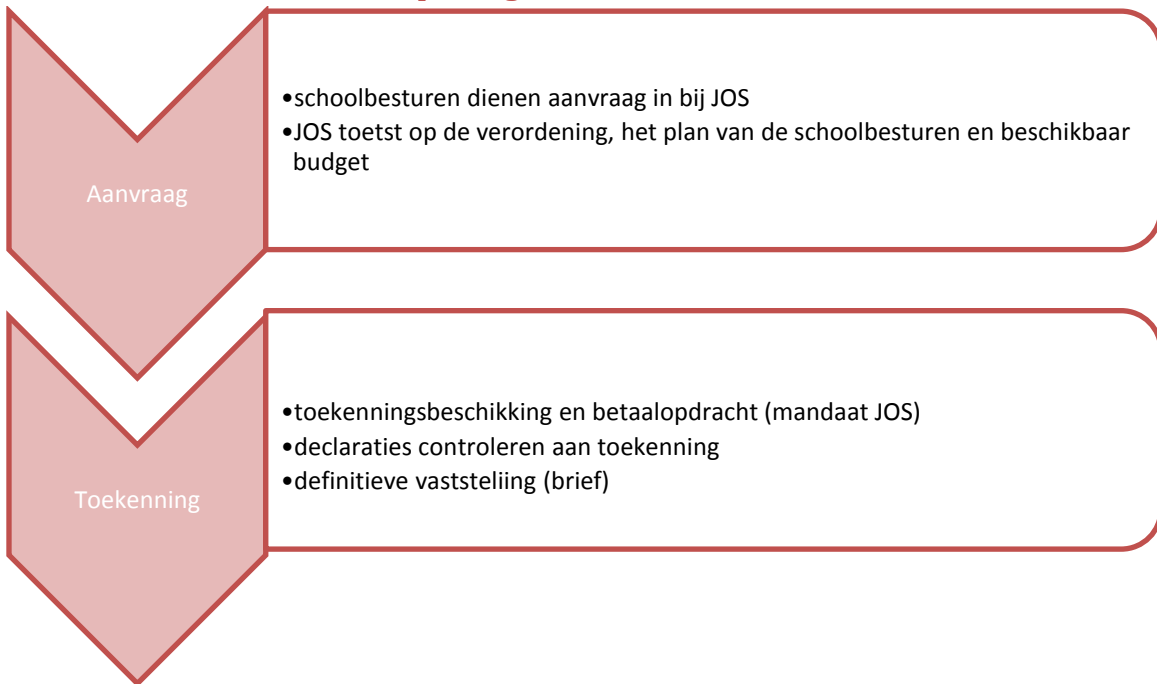 Aanvraag
•schoolbesturen dienen aanvraag in bij JOS
•JOS toetst op de verordening, het plan van de schoolbesturen en beschikbaar
budget
Toekenning
•toekenningsbeschikking en betaalopdracht (mandaat JOS)
•declaraties controleren aan toekenning
•definitieve vaststeliing (brief)